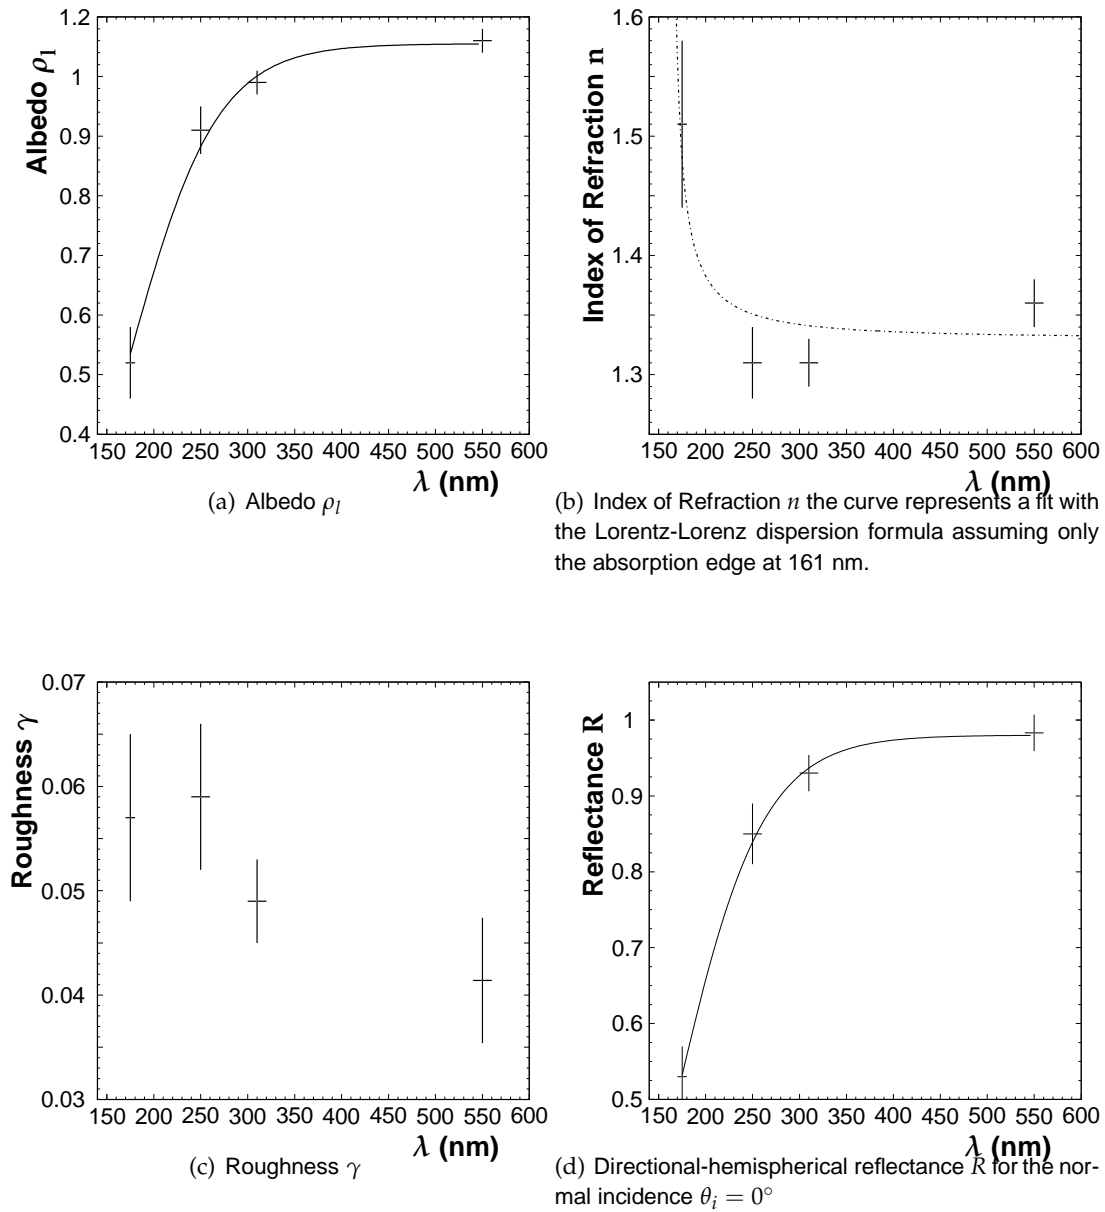 1.2
1
0.9
0.8
0.7
0.6
0.5
0.4
Albedo ρl
150 200 250 300 350 400 450 500 550 600
λ (nm)
(a) Albedo ρl
1.6
1.5
1.4
1.3
Index of Refraction n
150 200 250 300 350 400 450 500 550 600
λ (nm)
(b) Index of Refraction n the curve represents a fit with
the Lorentz-Lorenz dispersion formula assuming only
the absorption edge at 161 nm.
0.07
0.06
0.05
0.04
0.03
Roughness γ
150 200 250 300 350 400 450 500 550 600
λ (nm)
(c) Roughness γ
1
0.9
0.8
0.7
0.6
0.5
Reflectance R
150 200 250 300 350 400 450 500 550 600
λ (nm)
(d) Directional-hemispherical reflectance R for the nor-
mal incidence θi = 0°